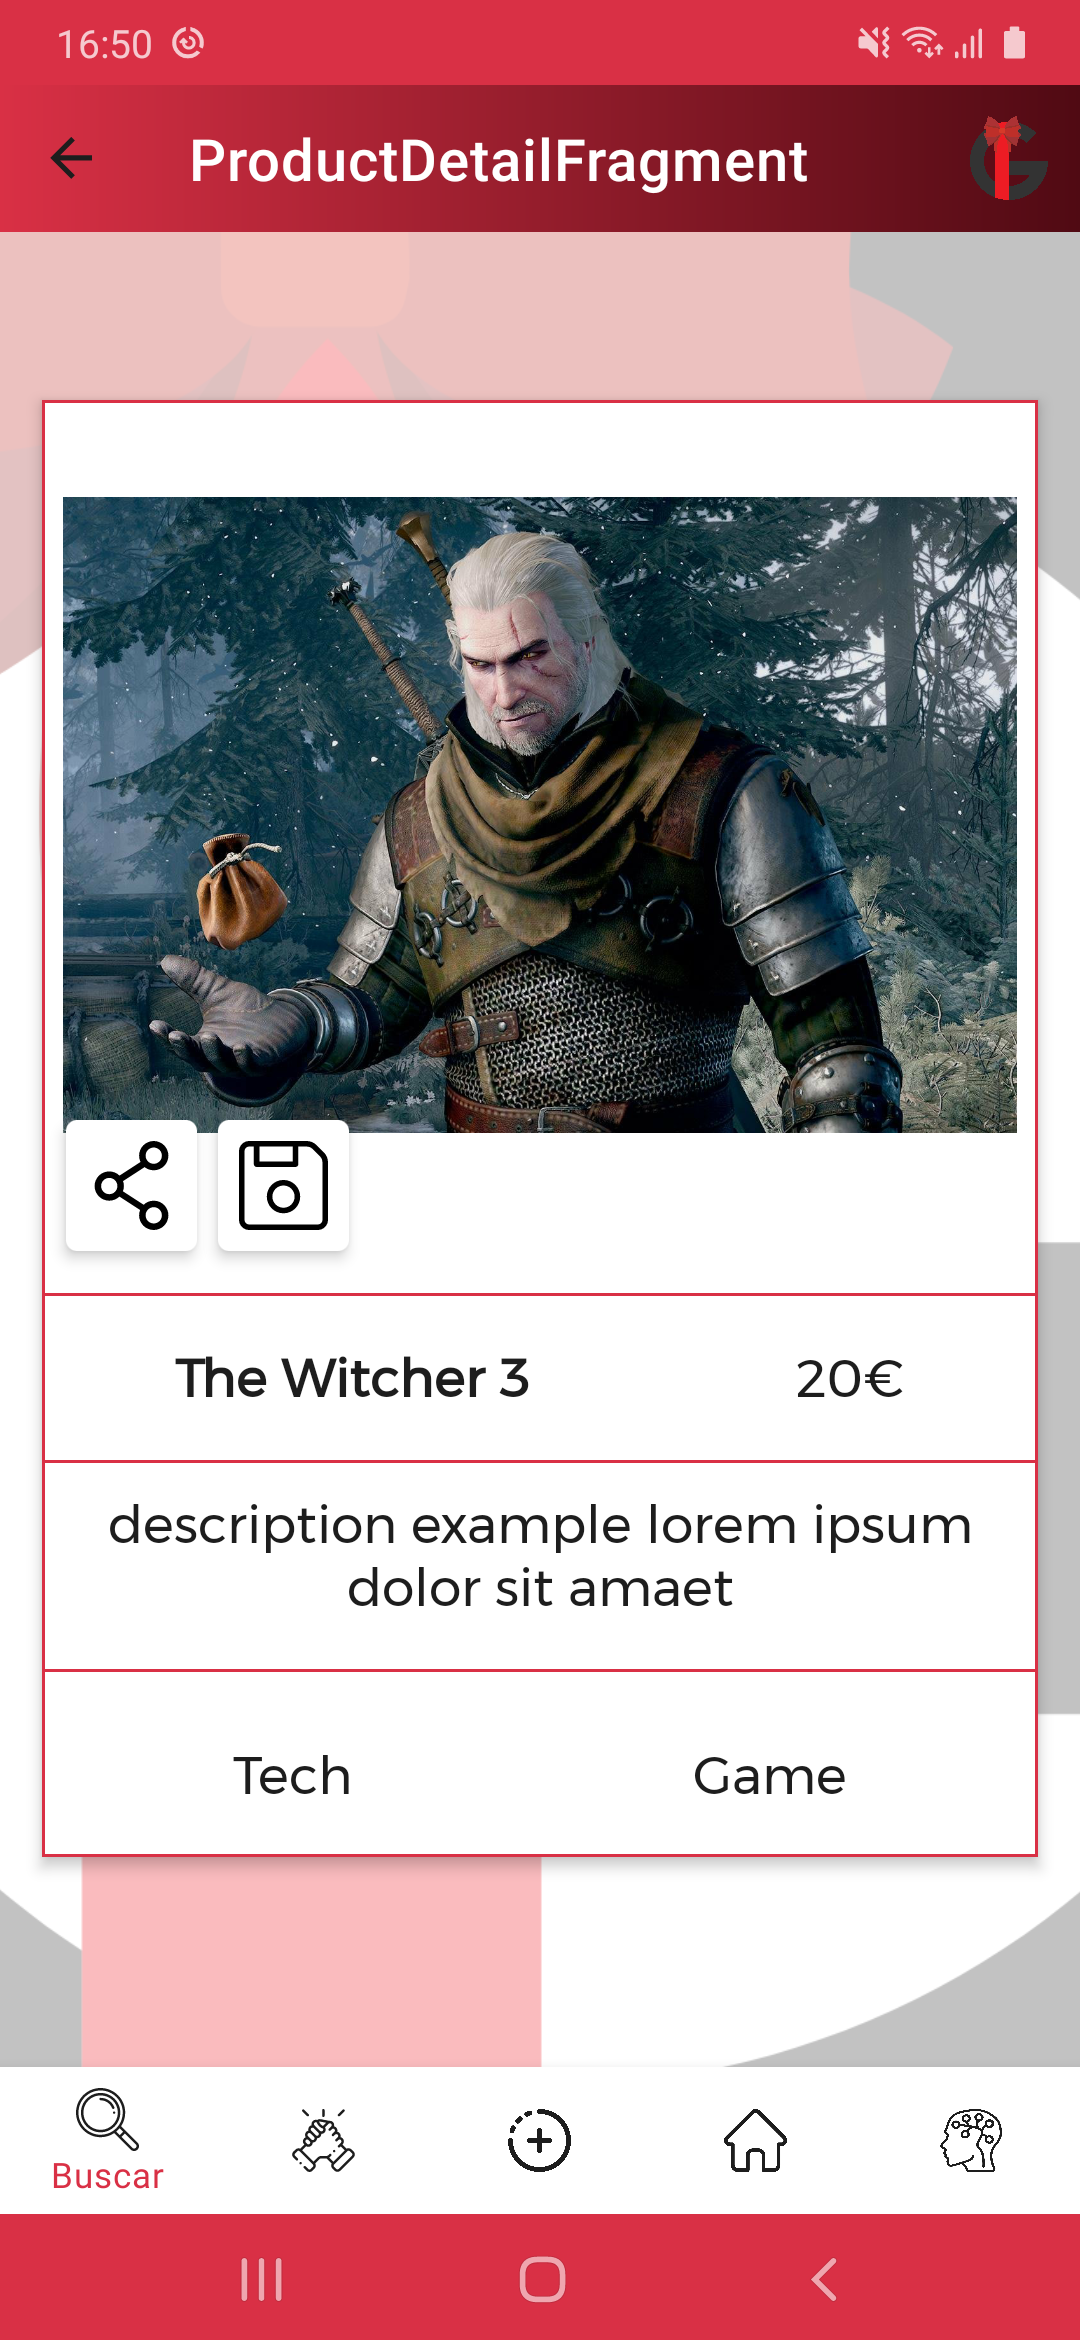 16:50
ProductDetailFragment
The Witcher 3
20€
description example lorem ipsum
dolor sit amaet
Tech
Game
Buscar